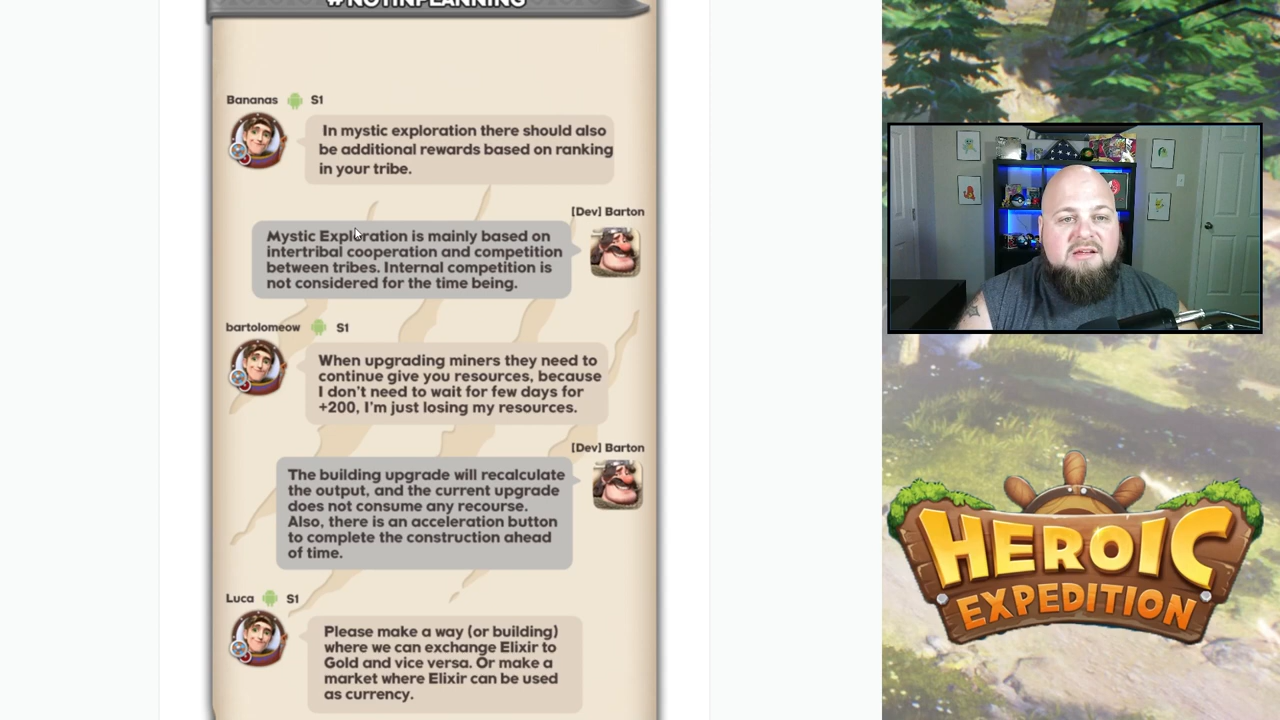 #NOTINPLANNING
Bananas S1
In mystic exploration there should also
be additional rewards based on ranking
in your tribe.
[Dev] Barton
Mystic Exploration is mainly based on
intertribal cooperation and competition
between tribes. Internal competition is
not considered for the time being.
bartolomeow S1
When upgrading miners they need to
continue give you resources, because
I don't need to wait for few days for
+200, I'm just losing my resources.
[Dev] Barton
The building upgrade will recalculate
the output, and the current upgrade
does not consume any recourse.
Also, there is an acceleration button
to complete the construction ahead
of time.
Luca S1
Please make a way (or building)
where we can exchange Elixir to
Gold and vice versa. Or make a
market where Elixir can be used
as currency.
HEROIC
EXPEDITION